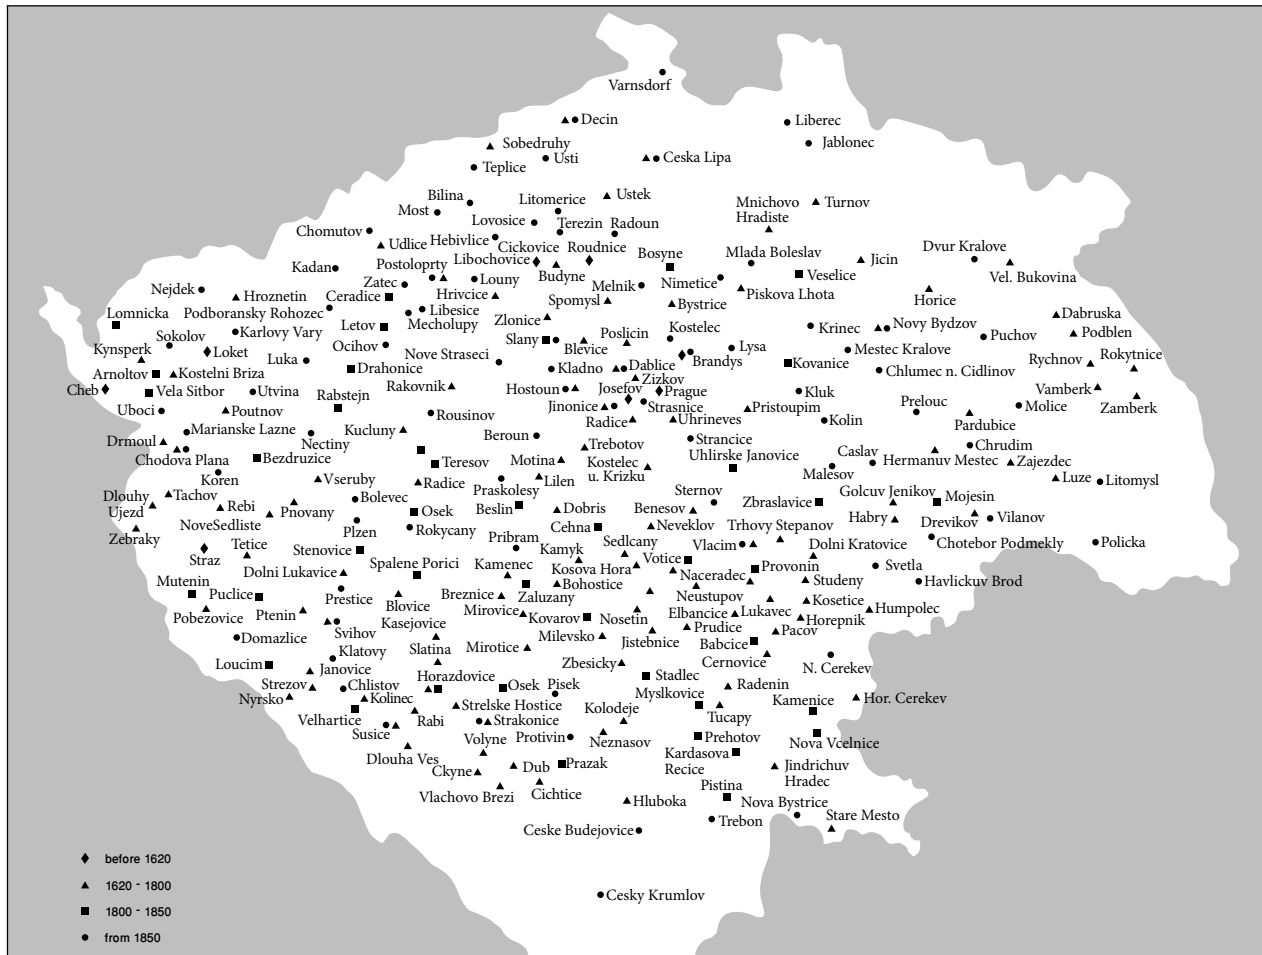 Varnsdorf
Decin
Liberec
Sobedruhy
Jablonec
Usti
Ceska Lipa
Teplice
Bilina
Litomerice
Ustek
Mnichovo
Hradiste
Turnov
Most
Lovosice
Terezin
Radoun
Chomutov
Udlice
Hebivlice
Cickovice
Roudnice
Bosyne
Mlada Boleslav
Dvur Kralove
Kadan
Postoloprty
Libochovice
Budyne
Jicin
Vel. Bukovina
Zatec
Louny
Melnik
Nimetice
Veselice
Nejdek
Hroznetin
Ceradice
Hrivcice
Spomysl
Bystrice
Piskova Lhota
Horice
Lomnicka
Podboransky Rohozec
Libesice
Mecholupy
Zlonice
Dabruska
Sokolov
Karlovy Vary
Letov
Poslicin
Kostelec
Krinec
Novy Bydzov
Puchov
Podblen
Kynsperk
Loket
Ocihov
Slany
Blevice
Lysa
Mestec Kralove
Luka
Nove Straseci
Dablice
Brandys
Kovanice
Rychnov
Rokytnice
Arnoltov
Kostelni Briza
Drahonice
Kladno
Zizkov
Chlumec n. Cidlinov
Cheb
Vela Sitbor
Utvina
Rabstejn
Rakovnik
Hostoun
Josefov
Prague
Kluk
Vamberk
Zamberk
Uboci
Poutnov
Rousinov
Jinonice
Strasnice
Pristoupim
Prelouc
Molice
Marianske Lazne
Kucluny
Radice
Uhrineves
Kolin
Pardubice
Drmoul
Nectiny
Beroun
Trebotov
Strancice
Chrudim
Chodova Plana
Bezdruzice
Teresov
Motina
Kostelec
u. Krizku
Uhlirske Janovice
Caslav
Hermanuv Mestec
Zajezdec
Koren
Vseruby
Radice
Praskolesy
Lilen
Malesov
Luze
Litomysl
Dlouhy
Ujezd
Tachov
Rebi
Pnovany
Bolevec
Osek
Beslin
Dobris
Benesov
Sternov
Zbraslavice
Golcuv Jenikov
Mojesin
Zebraky
NoveSedliste
Plzen
Rokycany
Cehna
Neveklov
Trhovy Stepanov
Habry
Drevikov
Vilanov
Straz
Tetice
Stenovice
Pribram
Kamyk
Sedlcany
Vlacim
Dolni Kratovice
Chotebor
Podmekly
Policka
Dolni Lukavice
Spalene Porici
Kamenec
Kosova Hora
Votice
Provonin
Svetla
Mutenin
Puclice
Prestice
Bohostice
Naceradec
Studeny
Havlickuv Brod
Pobezovice
Ptenin
Blovice
Breznice
Zaluzany
Neustupov
Kosetice
Svihov
Kasejovice
Mirovice
Kovarov
Nosetin
Elbancice
Lukavec
Horepnik
Humpolec
Domazlice
Klatovy
Slatina
Mirotice
Milevsko
Jistebnice
Prudice
Babcice
Pacov
Loucim
Janovice
Zbesicky
Cernovice
N. Cerekev
Strezov
Chlistov
Horazdovice
Osek
Pisek
Stadlec
Radenin
Nyrsko
Kolinec
Strelske Hostice
Myslkovice
Kamenice
Hor. Cerekev
Velhartice
Rabi
Kolodeje
Tucapy
Susice
Strakonice
Protivin
Neznasov
Prehotov
Nova Vcelnice
Dlouha Ves
Volyne
Kardasova
Recice
Ckyne
Dub
Prazak
Jindrichuv
Hradec
Vlachovo Brezi
Cichtice
Pistina
Hluboka
Nova Bystrice
Ceske Budejovice
Trebon
Stare Mesto
Cesky Krumlov
before 1620
1620 - 1800
1800 - 1850
from 1850